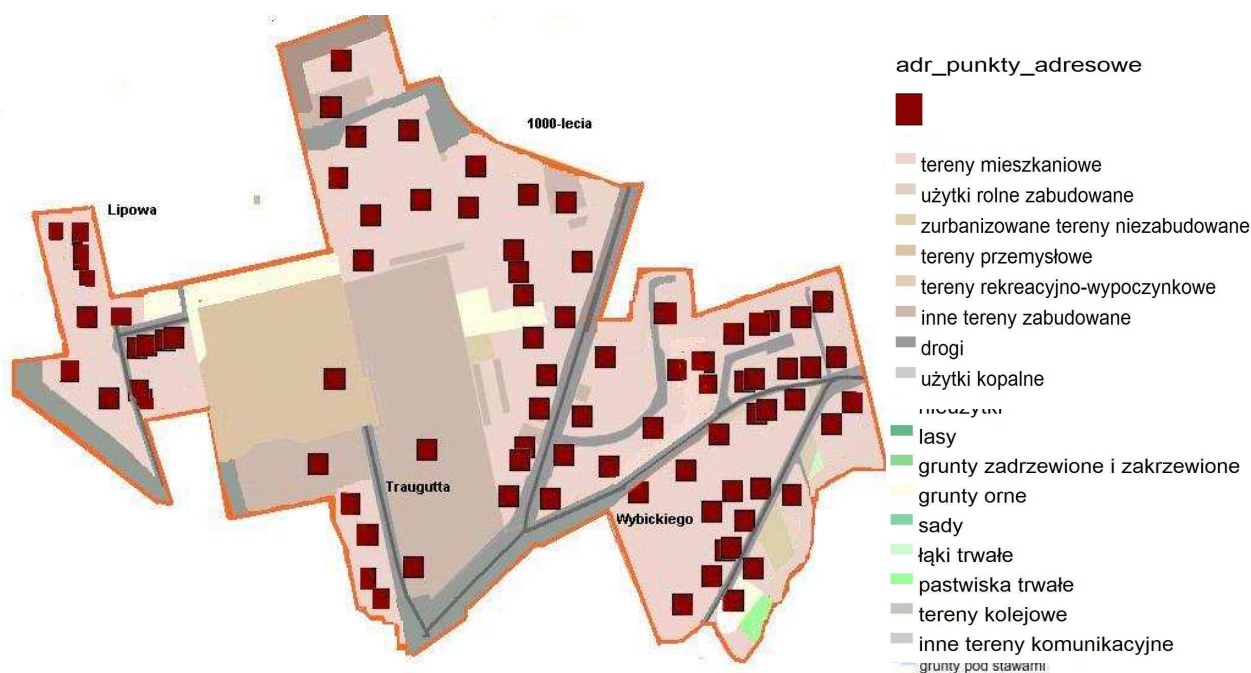 1000-lecia
Lipowa
Traugutta
Wybickiego
adr_punkty_adresowe
tereny mieszkaniowe
użytki rolne zabudowane
zurbanizowane tereny niezabudowane
tereny przemysłowe
tereny rekreacyjno-wypoczynkowe
inne tereny zabudowane
drogi
użytki kopalne
nieużytki
lasy
grunty zadrzewione i zakrzewione
grunty orne
sady
łąki trwałe
pastwiska trwałe
tereny kolejowe
inne tereny komunikacyjne
grunty pod stawami